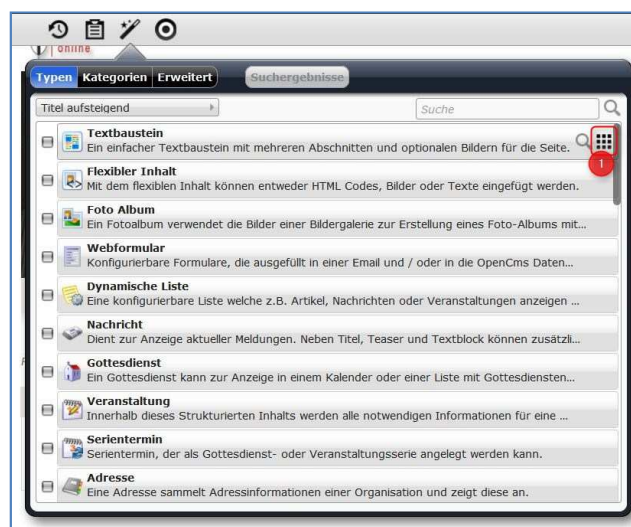 online
Typen Kategorien Erweitert Suchergebnisse
Titel aufsteigend Suche
Textbaustein
Ein einfacher Textbaustein mit mehreren Abschnitten und optionalen Bildern für die Seite.
1
Flexibler Inhalt
Mit dem flexiblen Inhalt können entweder HTML Codes, Bilder oder Texte eingefügt werden.
Foto Album
Ein Fotoalbum verwendet die Bilder einer Bildergalerie zur Erstellung eines Foto-Albums mit...
Webformular
Konfigurierbare Formulare, die ausgefüllt in einer Email und / oder in die OpenCms Daten...
Dynamische Liste
Eine konfigurierbare Liste welche z.B. Artikel, Nachrichten oder Veranstaltungen anzeigen ...
Nachricht
Dient zur Anzeige aktueller Meldungen. Neben Titel, Teaser und Textblock können zusätzli...
Gottesdienst
Ein Gottesdienst kann zur Anzeige in einem Kalender oder einer Liste mit Gottesdiensten...
Veranstaltung
Innerhalb dieses Strukturierten Inhalts werden alle notwendigen Informationen für eine ...
Serientermin
Serientermin, der als Gottesdienst- oder Veranstaltungsserie angelegt werden kann.
Adresse
Eine Adresse sammelt Adressinformationen einer Organisation und zeigt diese an.